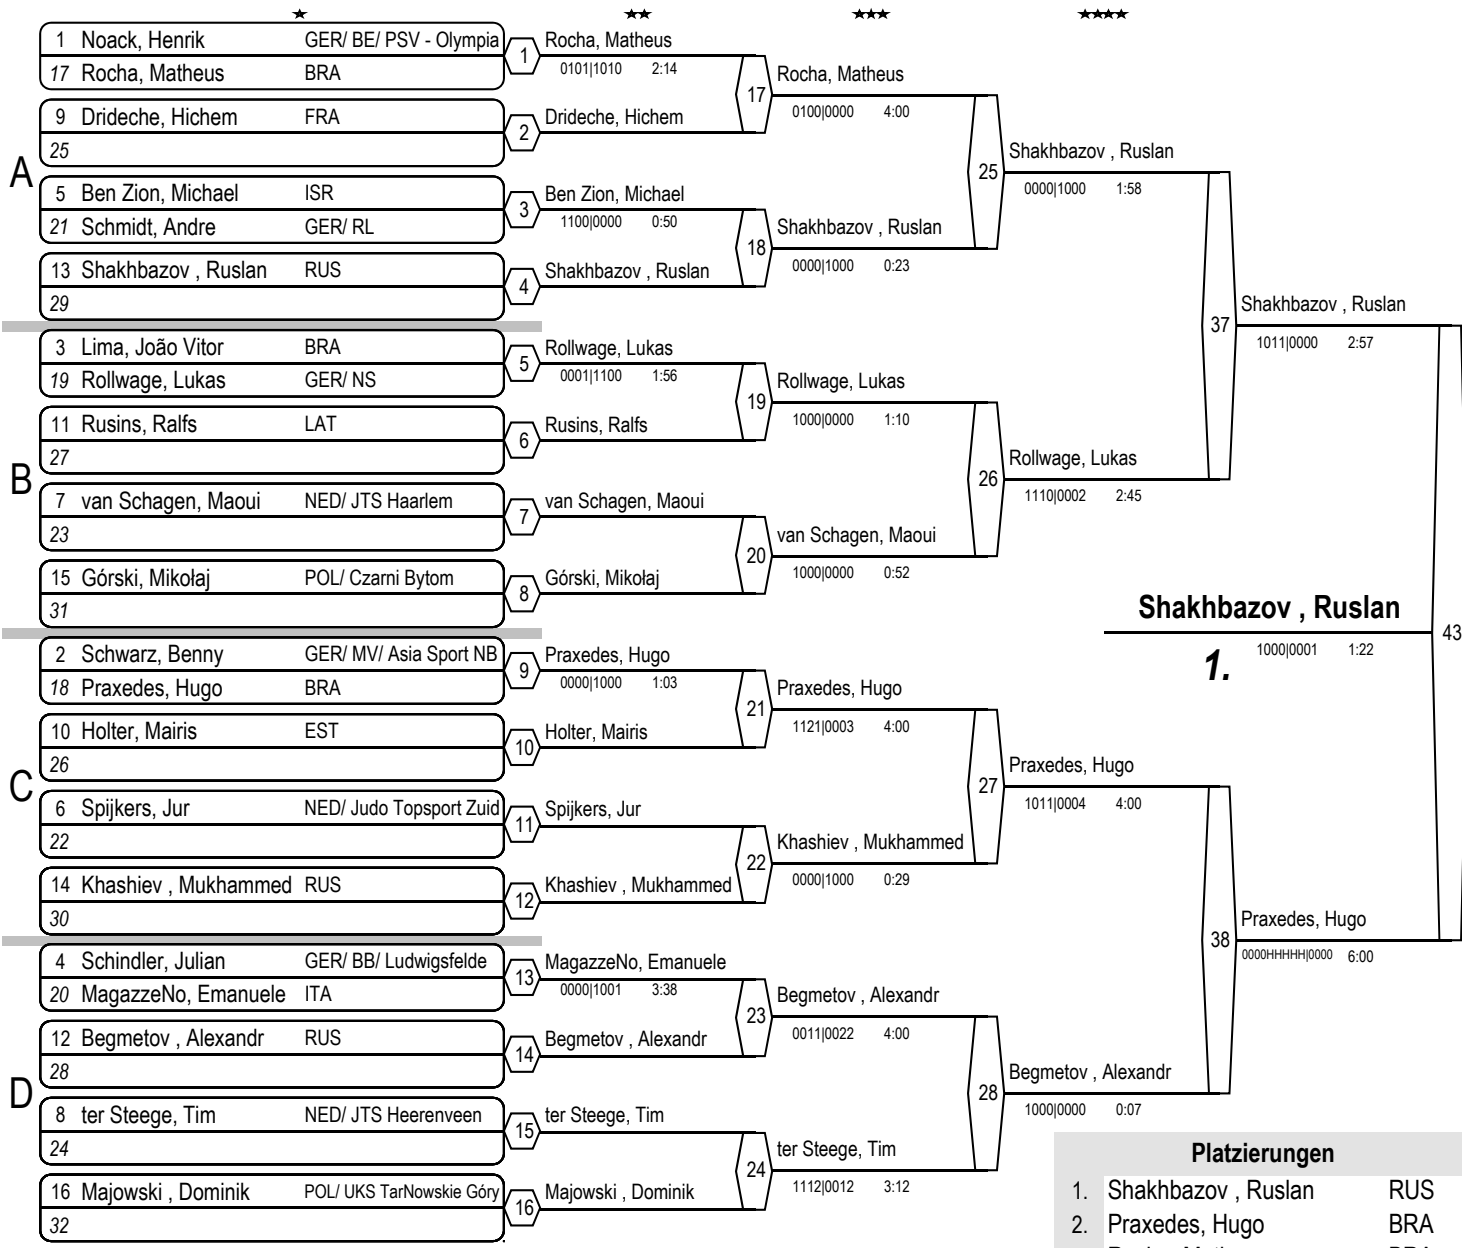 ★ ★★ ★★★ ★★★★
A
1 Noack, Henrik GER/ BE/ PSV - Olympia
17 Rocha, Matheus BRA
9 Drideche, Hichem FRA
25
5 Ben Zion, Michael ISR
21 Schmidt, Andre GER/ RL
13 Shakhbazov , Ruslan RUS
29
B
3 Lima, João Vitor BRA
19 Rollwage, Lukas GER/ NS
11 Rusins, Ralfs LAT
27
7 van Schagen, Maoui NED/ JTS Haarlem
23
15 Górski, Mikołaj POL/ Czarni Bytom
31
C
2 Schwarz, Benny GER/ MV/ Asia Sport NB
18 Praxedes, Hugo BRA
10 Holter, Mairis EST
26
6 Spijkers, Jur NED/ Judo Topsport Zuid
22
14 Khashiev , Mukhammed RUS
30
D
4 Schindler, Julian GER/ BB/ Ludwigsfelde
20 MagazzeNo, Emanuele ITA
12 Begmetov , Alexandr RUS
28
8 ter Steege, Tim NED/ JTS Heerenveen
24
16 Majowski , Dominik POL/ UKS TarNowskie Góry
32
1 Rocha, Matheus
0101|1010 2:14
2 Drideche, Hichem
3 Ben Zion, Michael
1100|0000 0:50
4 Shakhbazov , Ruslan
5 Rollwage, Lukas
0001|1100 1:56
6 Rusins, Ralfs
7 van Schagen, Maoui
8 Górski, Mikołaj
9 Praxedes, Hugo
0000|1000 1:03
10 Holter, Mairis
11 Spijkers, Jur
12 Khashiev , Mukhammed
13 MagazzeNo, Emanuele
0000|1001 3:38
14 Begmetov , Alexandr
15 ter Steege, Tim
16 Majowski , Dominik
17 Rocha, Matheus
0100|0000 4:00
18 Shakhbazov , Ruslan
0000|1000 0:23
19 Rollwage, Lukas
1000|0000 1:10
20 van Schagen, Maoui
1000|0000 0:52
21 Praxedes, Hugo
1121|0003 4:00
22 Khashiev , Mukhammed
0000|1000 0:29
23 Begmetov , Alexandr
0011|0022 4:00
24 ter Steege, Tim
1112|0012 3:12
25 Shakhbazov , Ruslan
0000|1000 1:58
26 Rollwage, Lukas
1110|0002 2:45
27 Praxedes, Hugo
1011|0004 4:00
28 Begmetov , Alexandr
1000|0000 0:07
37 Shakhbazov , Ruslan
1011|0000 2:57
38 Praxedes, Hugo
0000HHHHH|0000 6:00
43
Shakhbazov , Ruslan
1. 1000|0001 1:22
Platzierungen
1. Shakhbazov , Ruslan RUS
2. Praxedes, Hugo BRA